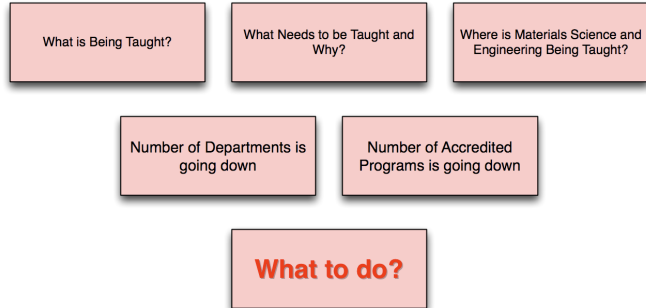 What is Being Taught?
What Needs to be Taught and
Why?
Where is Materials Science and
Engineering Being Taught?
Number of Departments is
going down
Number of Accredited
Programs is going down
What to do?